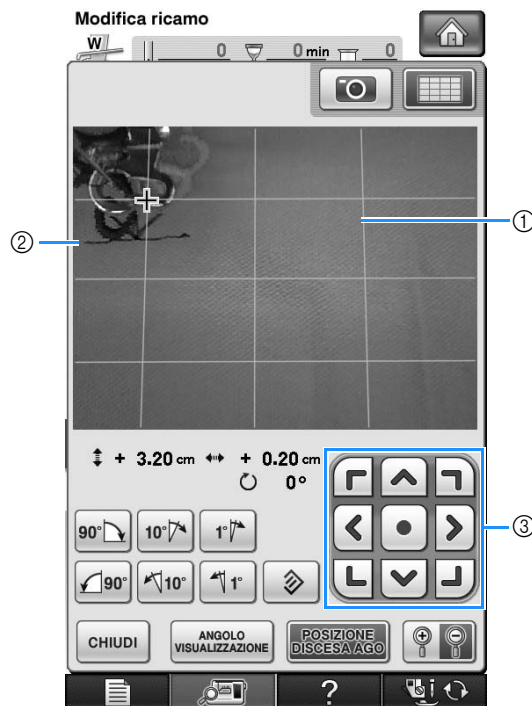 Modifica ricamo
W 0 0 min 0
①
②
+ 3.20 cm + 0.20 cm
0°
③
90° 10° 1°
90° 10° 1°
CHIUDI ANGOLO VISUALIZZAZIONE POSIZIONE DISCESA AGO
?